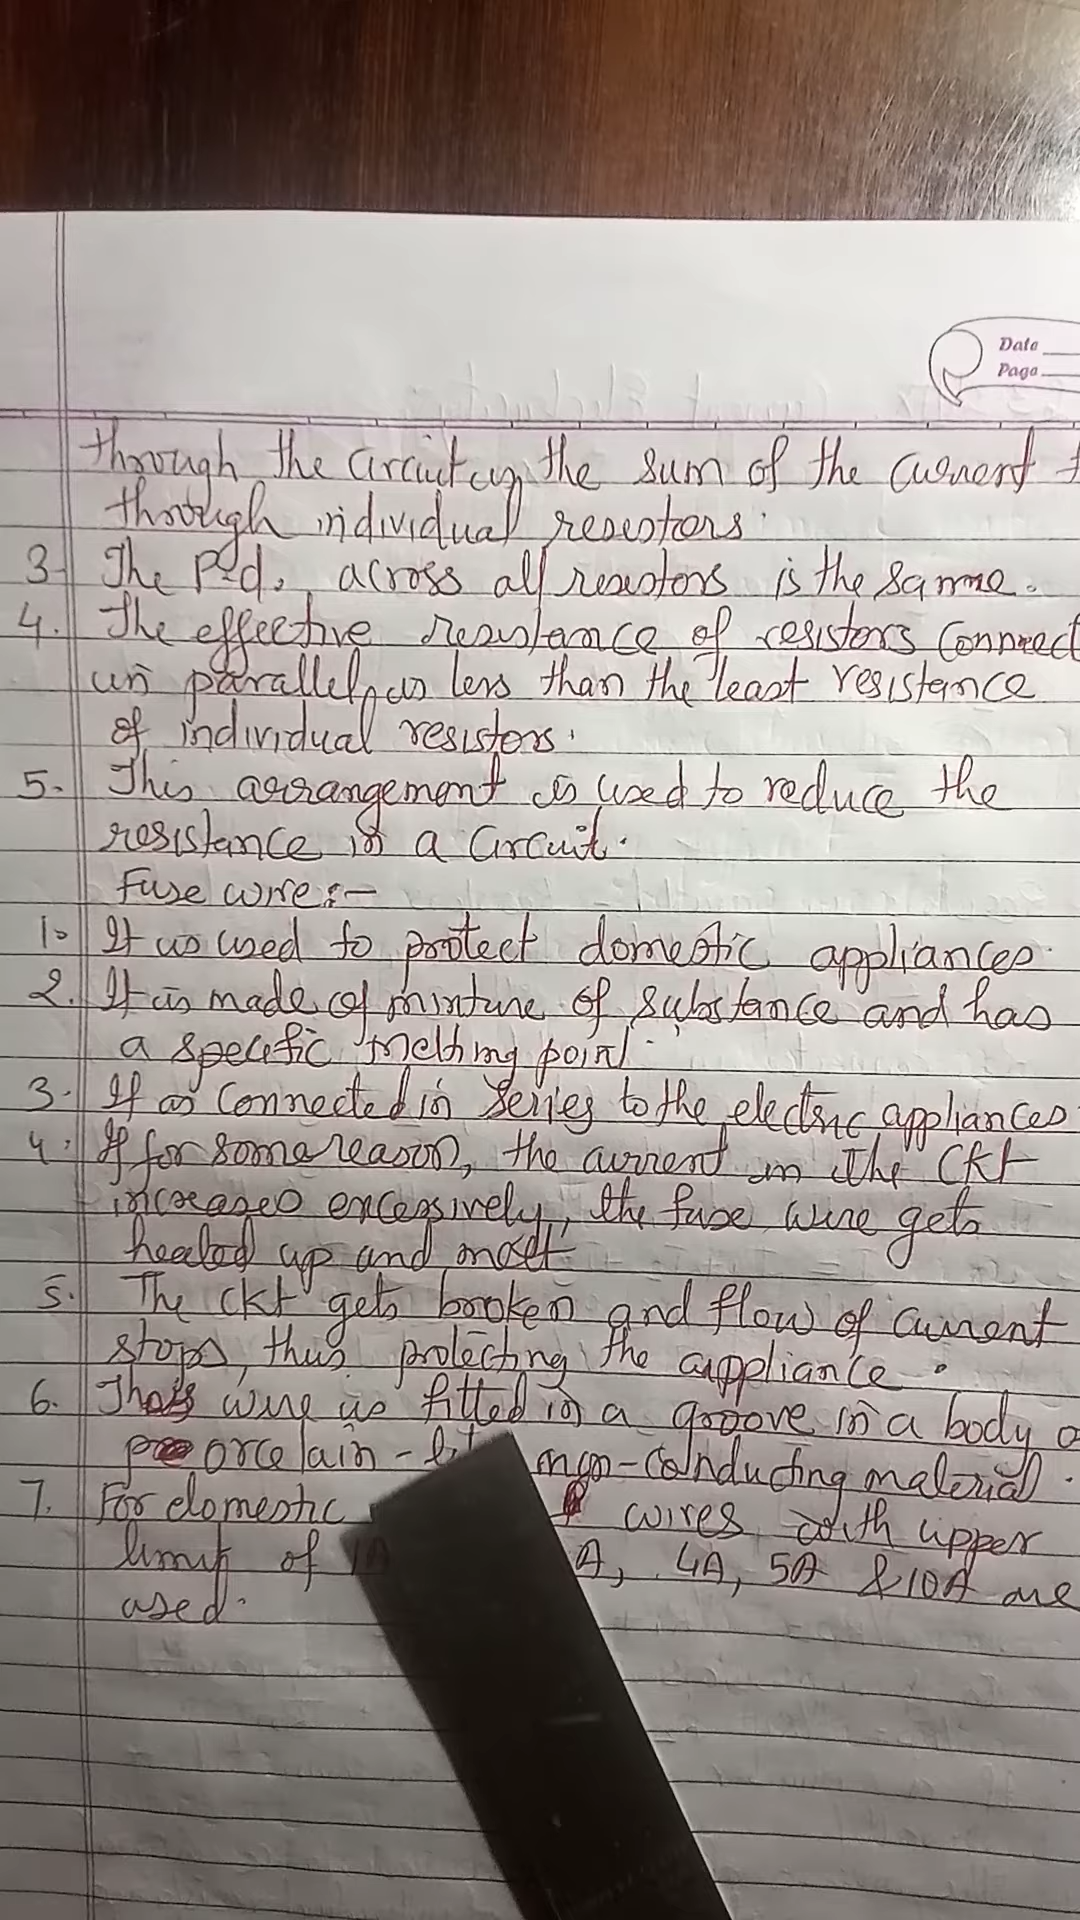 Date
Page
through the circuit is the sum of the current
through individual resistors.
3. The P.d. across all resistors is the same.
4. The effective resistance of resistors Connect
in parallel, is less than the least resistance
of individual resistors.
5. This arrangement is used to reduce the
resistance in a circuit.
Fuse wire :-
1. It is used to protect domestic appliances.
2. It is made of mixture of substance and has
a specific melting point.
3. It is connected in series to the electric appliances
4. If for some reason, the current in the Ckt
increases excessively, the fuse wire gets
heated up and melt
5. The ckt gets broken and flow of current
stops, thus protecting the appliance.
6. This wire is fitted in a groove in a body o
porcelain - non-conducting material.
7. For domestic wires with upper
limit of 1A A, 4A, 5A & 10A are
used.